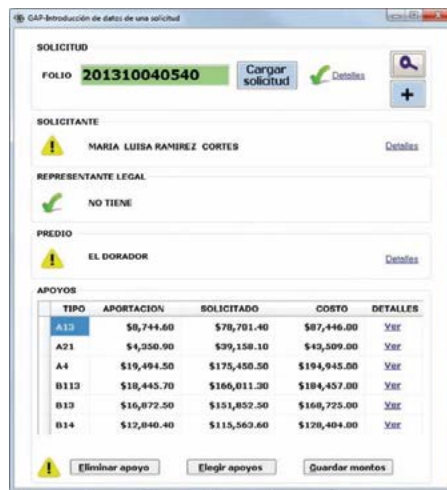 GAP-Introducción de datos de una solicitud
SOLICITUD
FOLIO 201310040540 Cargar solicitud Detalles
SOLICITANTE
MARIA LUISA RAMIREZ CORTES Detalles
REPRESENTANTE LEGAL
NO TIENE
PREDIO
EL DORADOR Detalles
APOYOS
TIPO APORTACION SOLICITADO COSTO DETALLES
A13 $8,744.60 $78,701.40 $87,446.00 Ver
A21 $4,350.90 $39,158.10 $43,509.00 Ver
A4 $19,494.50 $175,450.50 $194,945.00 Ver
B113 $18,445.70 $166,011.30 $184,457.00 Ver
B13 $16,872.50 $151,852.50 $168,725.00 Ver
B14 $12,840.40 $115,563.60 $128,404.00 Ver
Eliminar apoyo Elegir apoyos Guardar montos